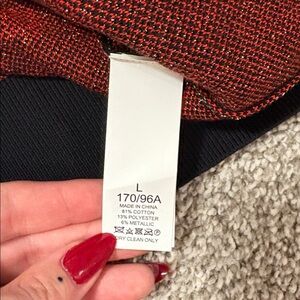 L
170/96A
MADE IN CHINA
81% COTTON
13% POLYESTER
6% METALLIC
DRY CLEAN ONLY